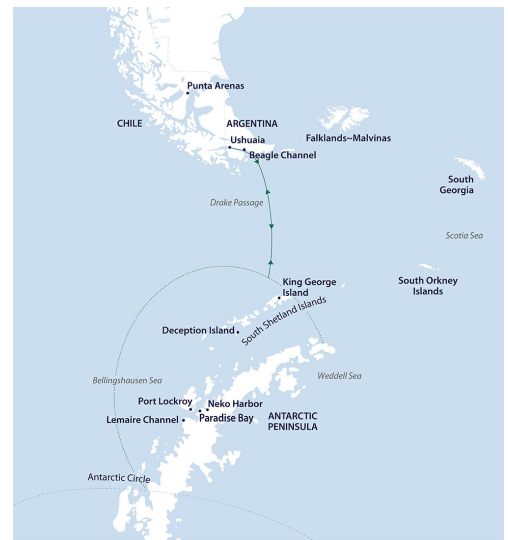 Punta Arenas
CHILE
ARGENTINA
Ushuaia
Beagle Channel
Falklands~Malvinas
South
Georgia
Drake Passage
Scotia Sea
King George
Island
South Orkney
Islands
South Shetland Islands
Deception Island
Bellingshausen Sea
Weddell Sea
Port Lockroy
Neko Harbor
Lemaire Channel
Paradise Bay
ANTARCTIC
PENINSULA
Antarctic Circle